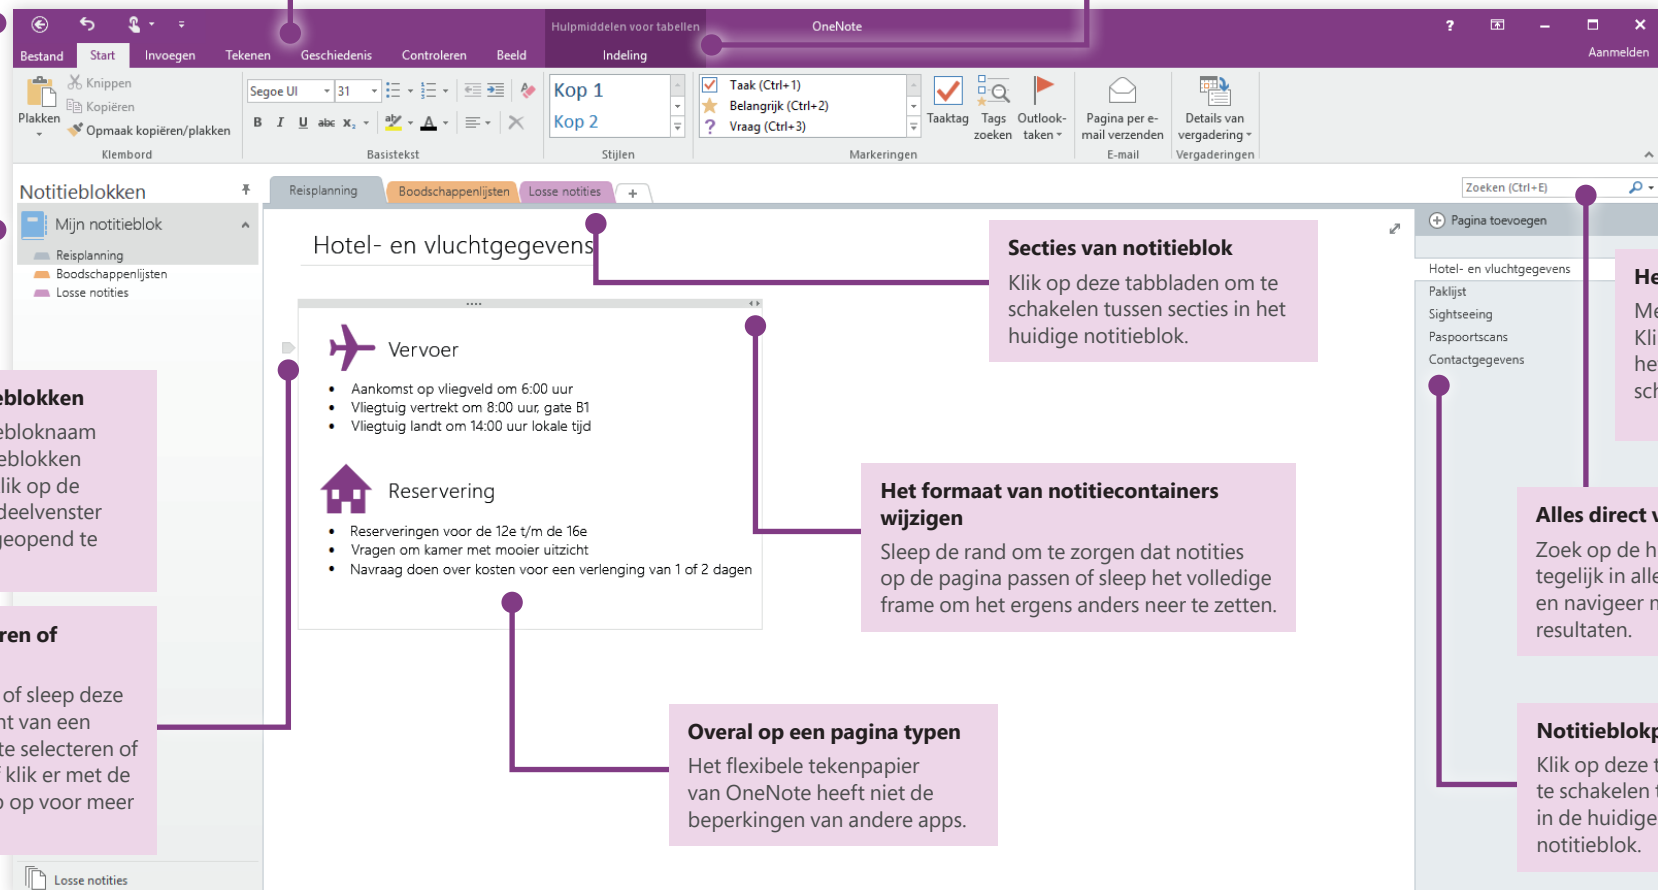 Hulpmiddelen voor tabellen
OneNote
?
Aanmelden
Bestand Start Invoegen Tekenen Geschiedenis Controleren Beeld Indeling
Plakken
Knippen
Kopiëren
Opmaak kopiëren/plakken
Klembord
Segoe UI 31
B I U abc X₂ aby A
Basistekst
Kop 1
Kop 2
Stijlen
Taak (Ctrl+1)
Belangrijk (Ctrl+2)
? Vraag (Ctrl+3)
Taaktag
Tags
zoeken
Outlook-
taken
Markeringen
Pagina per e-
mail verzenden
E-mail
Details van
vergadering
Vergaderingen
Notitieblokken
Mijn notitieblok
Reisplanning
Boodschappenlijsten
Losse notities
Reisplanning Boodschappenlijsten Losse notities +
Zoeken (Ctrl+E)
Hotel- en vluchtgegevens
Vervoer
• Aankomst op vliegveld om 6:00 uur
• Vliegtuig vertrekt om 8:00 uur, gate B1
• Vliegtuig landt om 14:00 uur lokale tijd
Reservering
• Reserveringen voor de 12e t/m de 16e
• Vragen om kamer met mooier uitzicht
• Navraag doen over kosten voor een verlenging van 1 of 2 dagen
Secties van notitieblok
Klik op deze tabbladen om te
schakelen tussen secties in het
huidige notitieblok.
Het formaat van notitiecontainers
wijzigen
Sleep de rand om te zorgen dat notities
op de pagina passen of sleep het volledige
frame om het ergens anders neer te zetten.
Overal op een pagina typen
Het flexibele tekenpapier
van OneNote heeft niet de
beperkingen van andere apps.
eblokken
ebloknaam
eblokken
lik op de
deelvenster
geopend te
ren of
of sleep deze
nt van een
te selecteren of
f klik er met de
op voor meer
Losse notities
Pagina toevoegen
Hotel- en vluchtgegevens
Paklijst
Sightseeing
Paspoortscans
Contactgegevens
He
Me
Kli
he
sch
Alles direct v
Zoek op de h
tegelijk in alle
en navigeer m
resultaten.
Notitieblokp
Klik op deze t
te schakelen t
in de huidige
notitieblok.